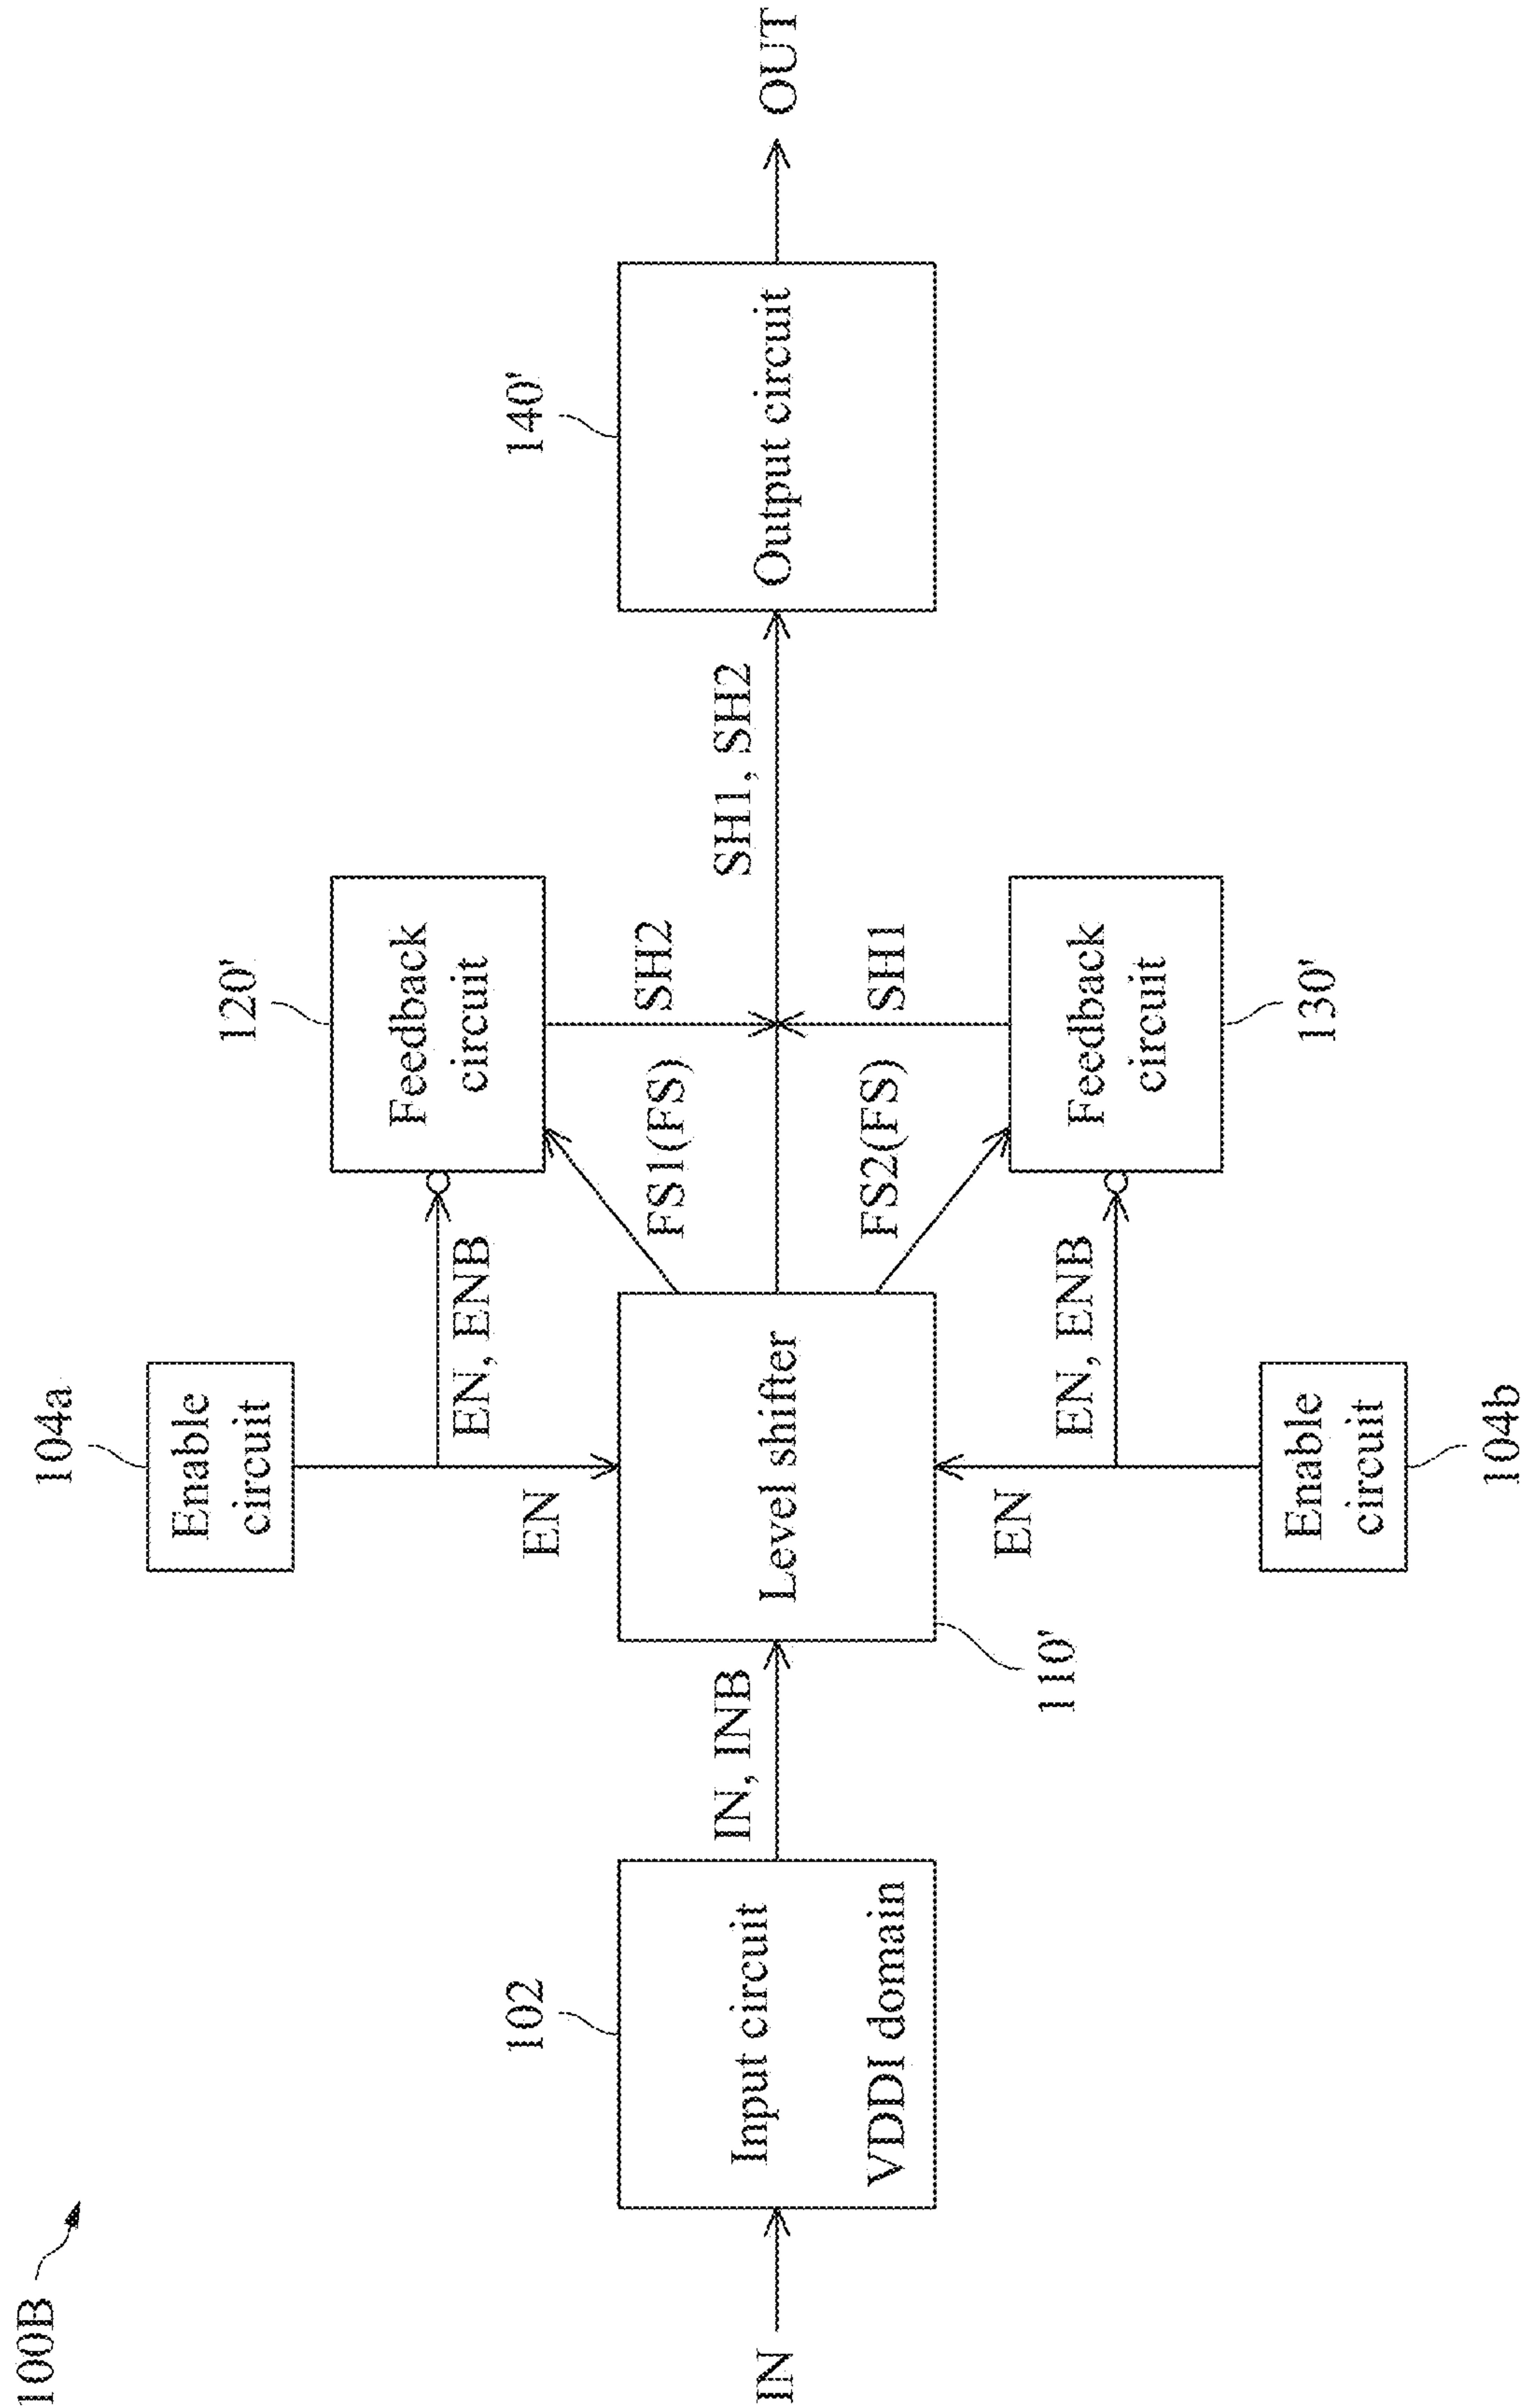 100B
IN
102
Input circuit
VDDI domain
IN, INB
110'
Level shifter
104a
Enable
circuit
EN
EN, ENB
104b
Enable
circuit
EN
EN, ENB
FS1(FS)
FS2(FS)
120'
Feedback
circuit
SH2
130'
Feedback
circuit
SH1
SH1, SH2
140'
Output circuit
OUT